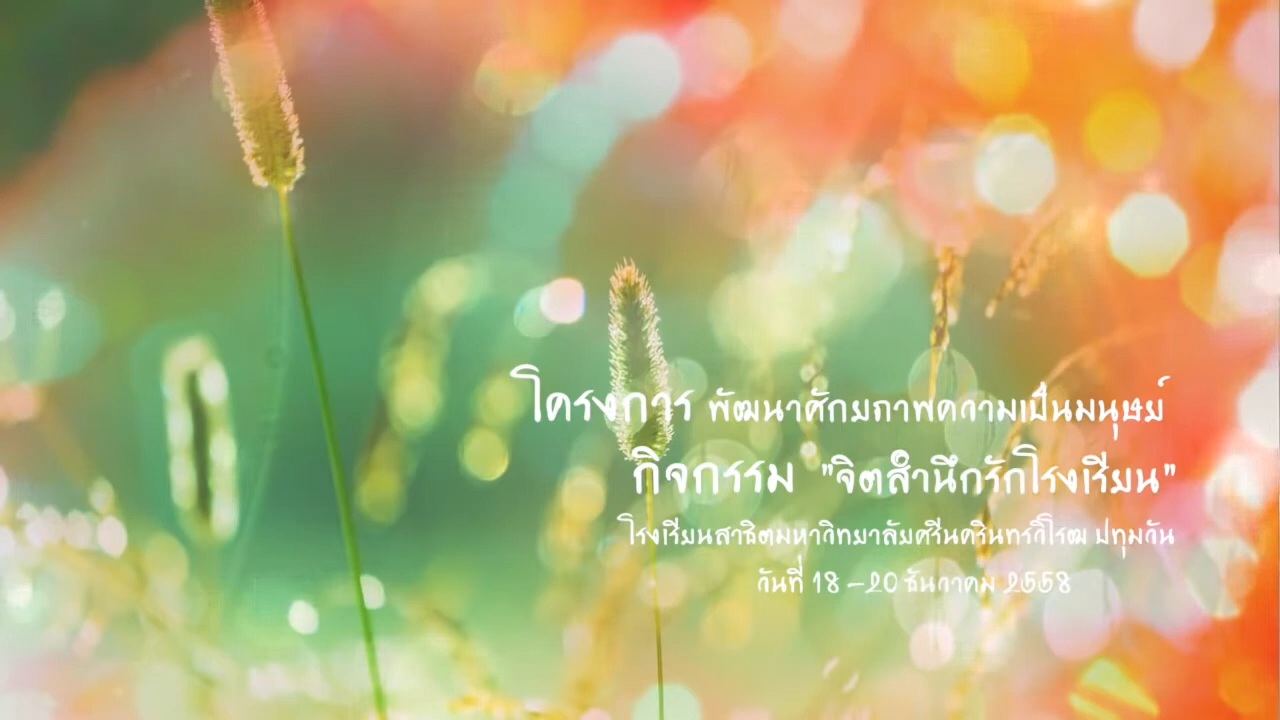 โครงการ พัฒนาศักยภาพความเป็นมนุษย์
กิจกรรม "จิตสำนึกรักโรงเรียน"
โรงเรียนสาธิตมหาวิทยาลัยศรีนครินทรวิโรฒ ปทุมวัน
วันที่ 18 – 20 ธันวาคม 2558